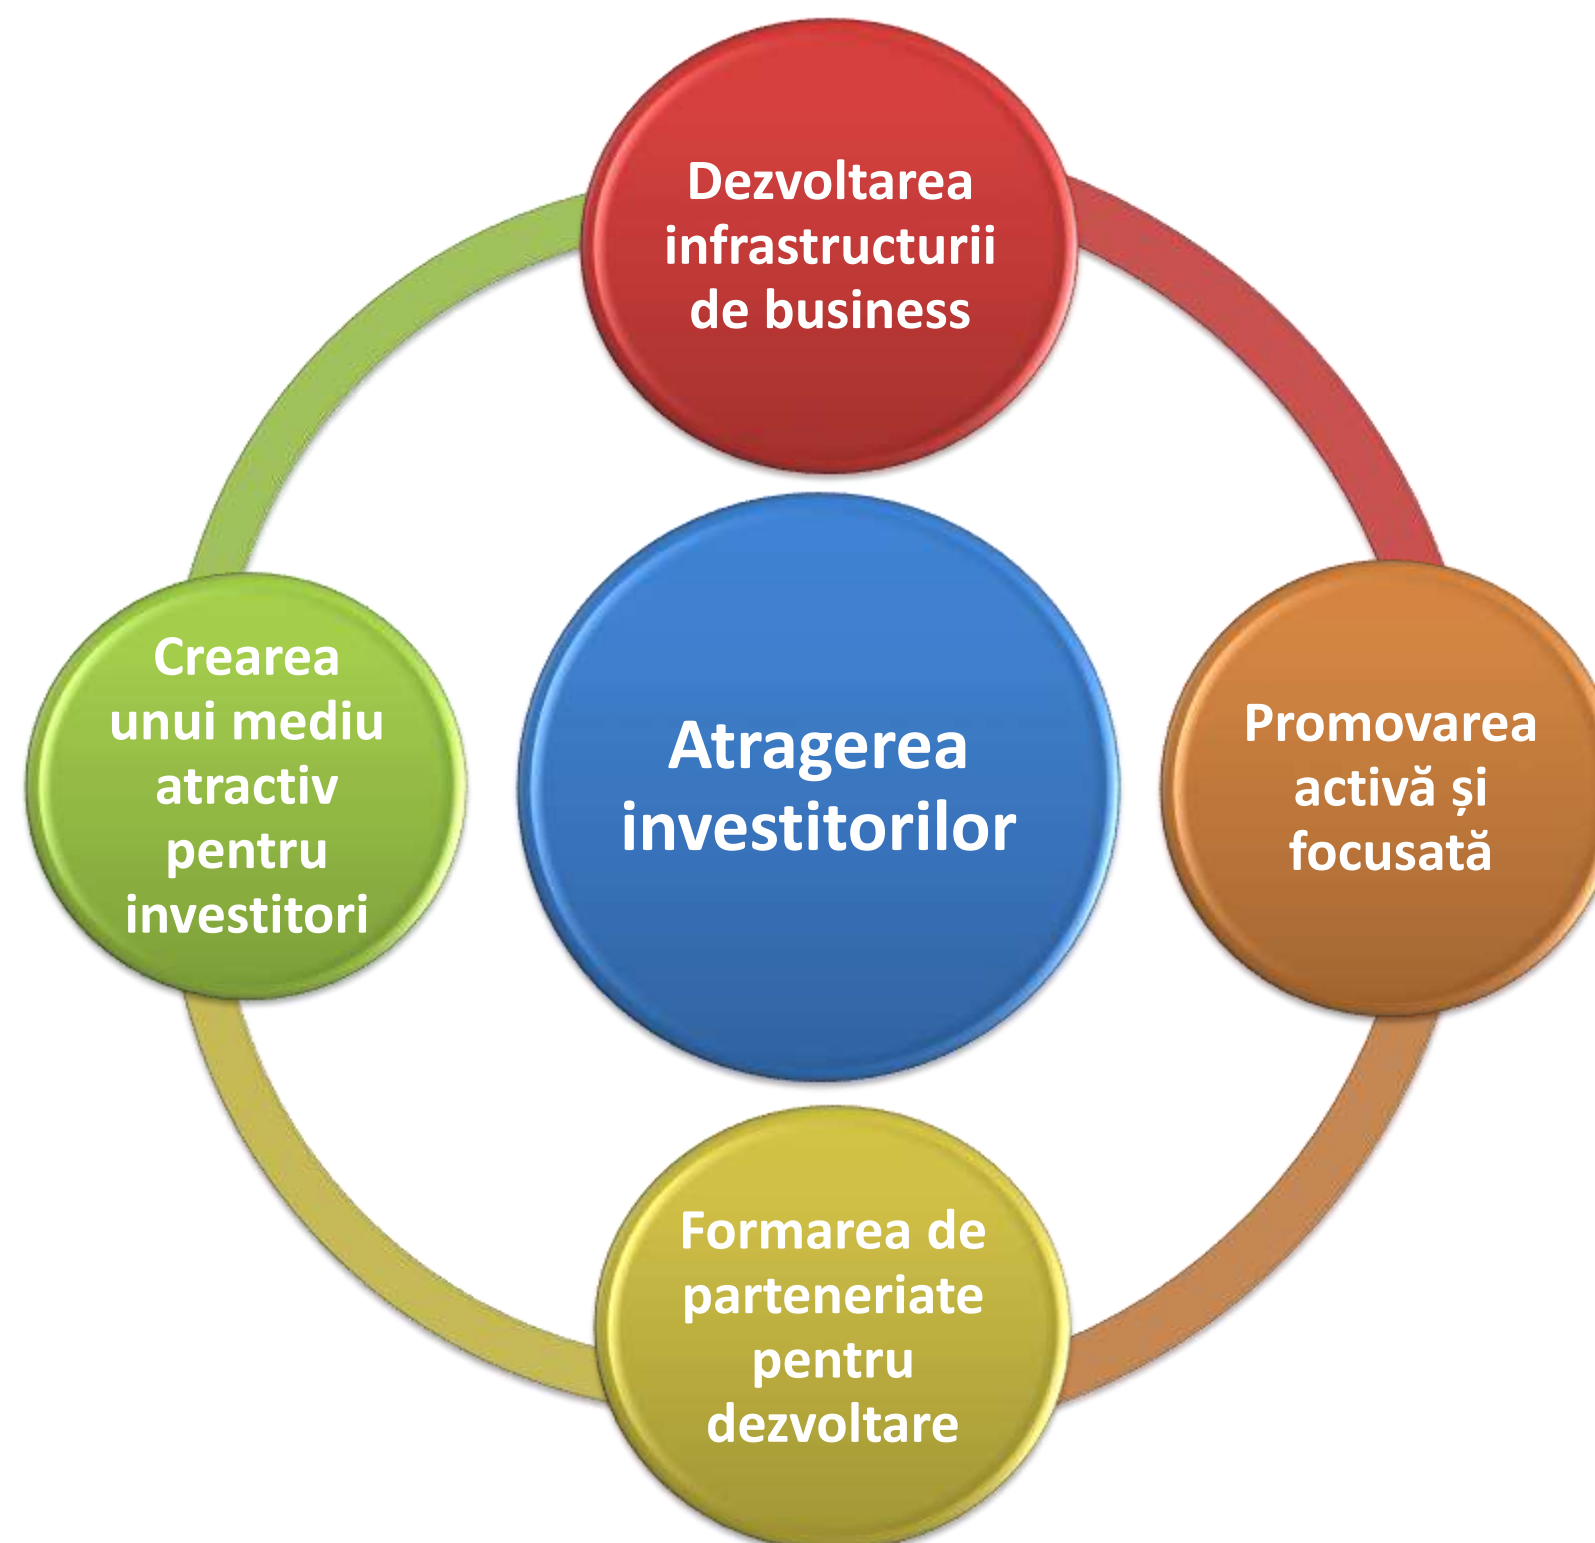 Dezvoltarea
infrastructurii
de business
Crearea
unui mediu
atractiv
pentru
investitori
Atragerea
investitorilor
Promovarea
activă și
focusată
Formarea de
parteneriate
pentru
dezvoltare